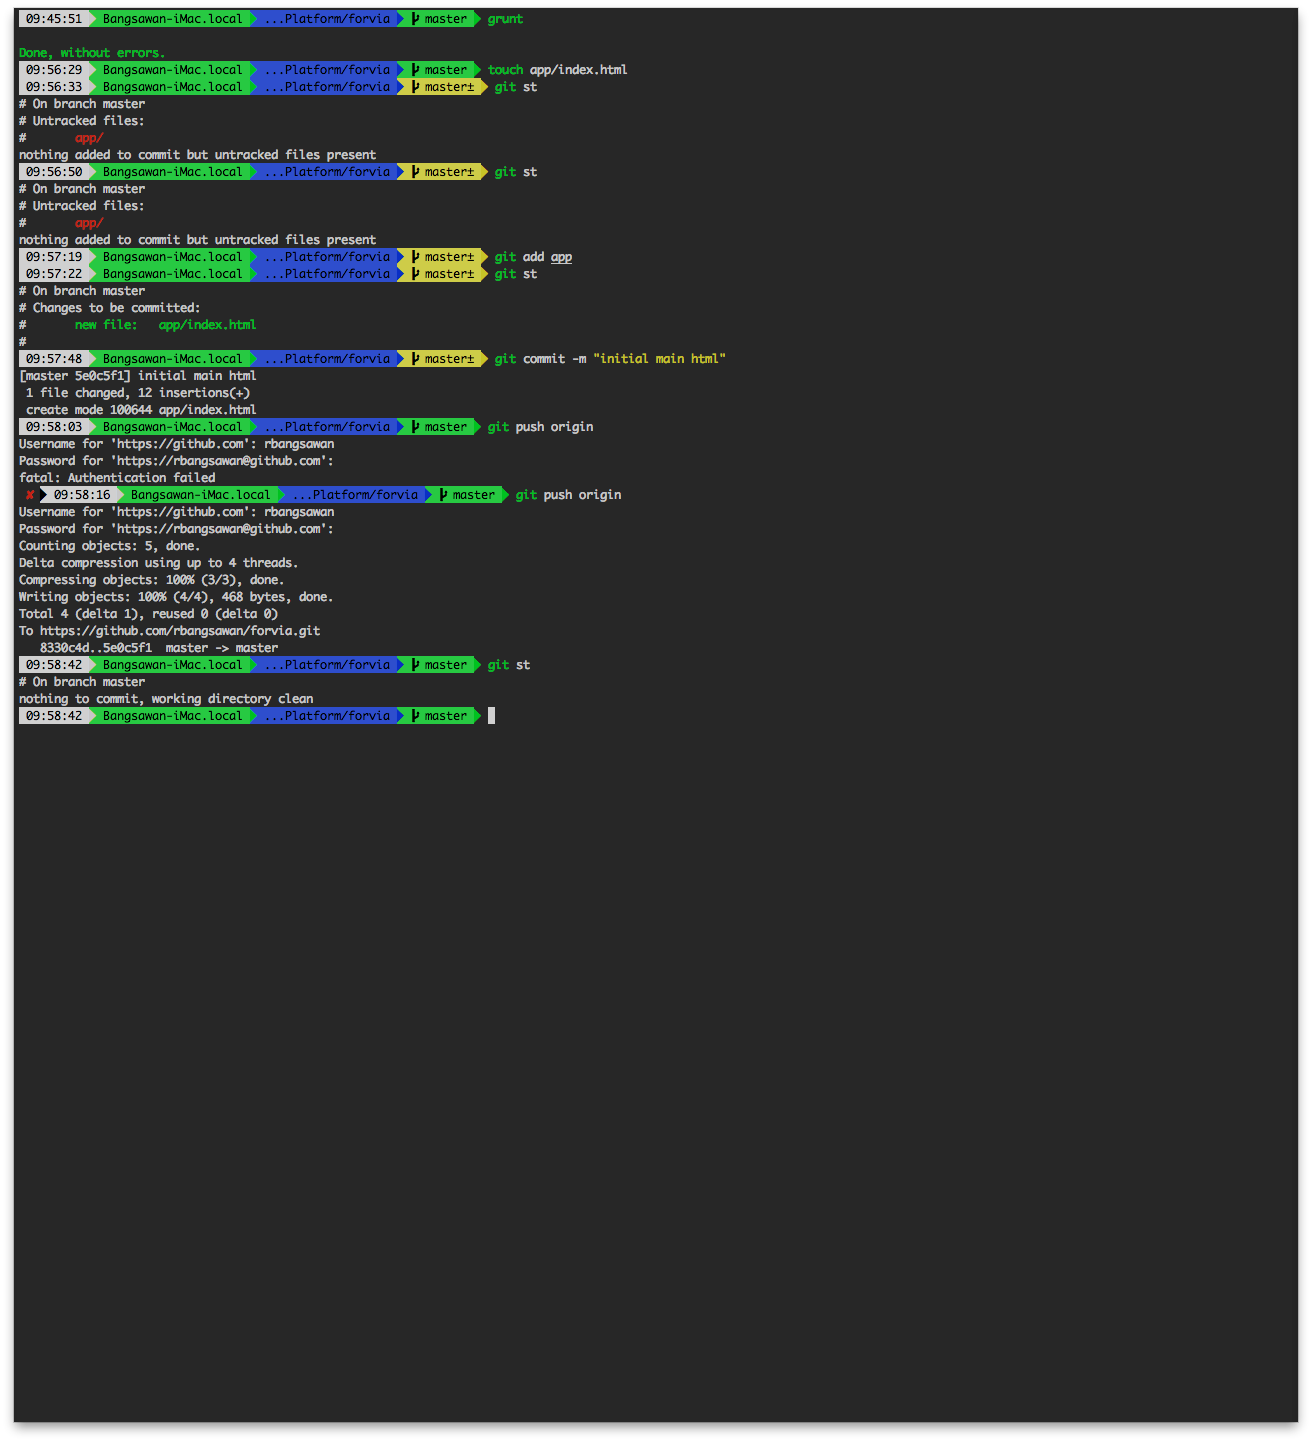 09:45:51 Bangsawan-iMac.local ...Platform/forvia master grunt
Done, without errors.
09:56:29 Bangsawan-iMac.local ...Platform/forvia master touch app/index.html
09:56:33 Bangsawan-iMac.local ...Platform/forvia master± git st
# On branch master
# Untracked files:
#       app/
nothing added to commit but untracked files present
09:56:50 Bangsawan-iMac.local ...Platform/forvia master± git st
# On branch master
# Untracked files:
#       app/
nothing added to commit but untracked files present
09:57:19 Bangsawan-iMac.local ...Platform/forvia master± git add app
09:57:22 Bangsawan-iMac.local ...Platform/forvia master± git st
# On branch master
# Changes to be committed:
#       new file:   app/index.html
#
09:57:48 Bangsawan-iMac.local ...Platform/forvia master± git commit -m "initial main html"
[master 5e0c5f1] initial main html
 1 file changed, 12 insertions(+)
 create mode 100644 app/index.html
09:58:03 Bangsawan-iMac.local ...Platform/forvia master git push origin
Username for 'https://github.com': rbangsawan
Password for 'https://rbangsawan@github.com':
fatal: Authentication failed
✘ 09:58:16 Bangsawan-iMac.local ...Platform/forvia master git push origin
Username for 'https://github.com': rbangsawan
Password for 'https://rbangsawan@github.com':
Counting objects: 5, done.
Delta compression using up to 4 threads.
Compressing objects: 100% (3/3), done.
Writing objects: 100% (4/4), 468 bytes, done.
Total 4 (delta 1), reused 0 (delta 0)
To https://github.com/rbangsawan/forvia.git
   8330c4d..5e0c5f1  master -> master
09:58:42 Bangsawan-iMac.local ...Platform/forvia master git st
# On branch master
nothing to commit, working directory clean
09:58:42 Bangsawan-iMac.local ...Platform/forvia master